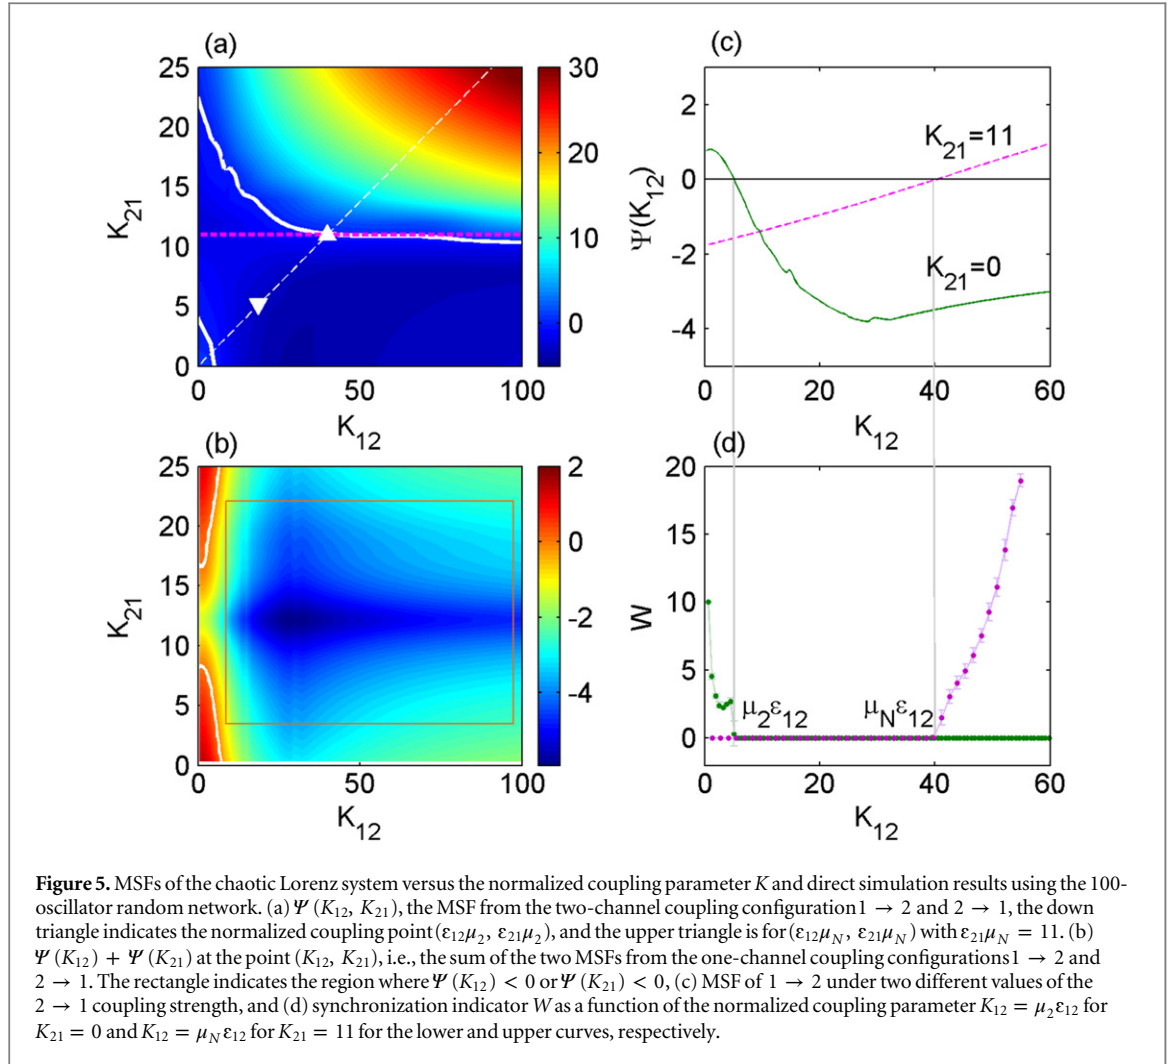 (a)
25
20
15
10
5
0
K21
0
50
100
K12
30
20
10
0
(c)
2
0
-2
-4
Ψ(K12)
K21=11
K21=0
0
20
40
60
K12
(b)
25
20
15
10
5
0
K21
0
50
100
K12
2
0
-2
-4
(d)
20
15
10
5
0
W
μ2ε12
μNε12
0
20
40
60
K12
Figure 5. MSFs of the chaotic Lorenz system versus the normalized coupling parameter K and direct simulation results using the 100-
oscillator random network. (a) Ψ (K12, K21), the MSF from the two-channel coupling configuration 1 → 2 and 2 → 1, the down
triangle indicates the normalized coupling point (ε12μ2, ε21μ2), and the upper triangle is for (ε12μN, ε21μN) with ε21μN = 11. (b)
Ψ (K12) + Ψ (K21) at the point (K12, K21), i.e., the sum of the two MSFs from the one-channel coupling configurations 1 → 2 and
2 → 1. The rectangle indicates the region where Ψ (K12) < 0 or Ψ (K21) < 0, (c) MSF of 1 → 2 under two different values of the
2 → 1 coupling strength, and (d) synchronization indicator W as a function of the normalized coupling parameter K12 = μ2ε12 for
K21 = 0 and K12 = μNε12 for K21 = 11 for the lower and upper curves, respectively.